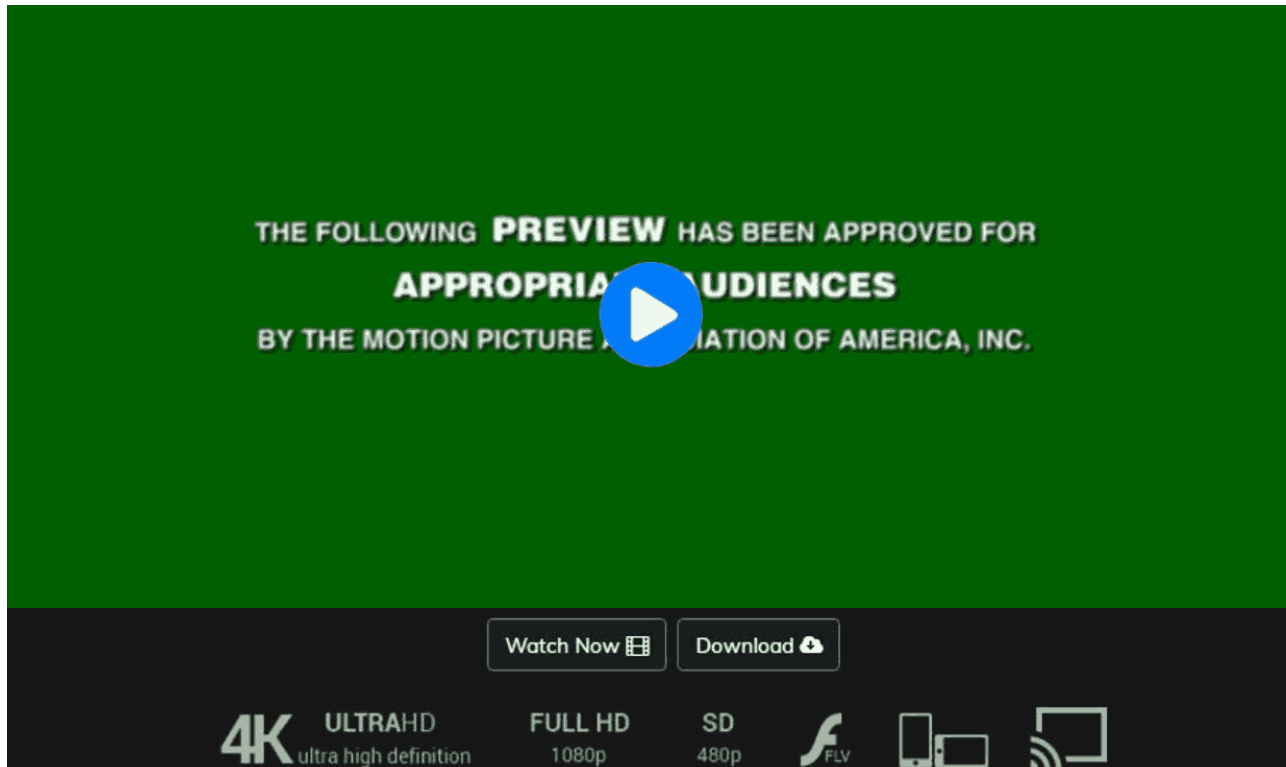 THE FOLLOWING PREVIEW HAS BEEN APPROVED FOR
AUDIENCES
BY THE MOTION PICTURE OF AMERICA, INC.
Watch Now
Download
4K ULTRAHD
ultra high definition
FULL HD
1080p
SD
480p
FLV